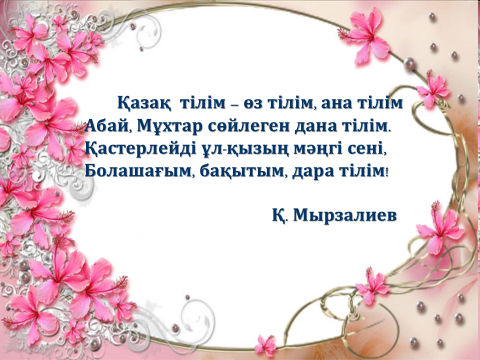 Қазақ тілім – өз тілім, ана тілім
Абай, Мұхтар сөйлеген дана тілім.
Қастерлейді ұл-қызың мәңгі сені,
Болашағым, бақытым, дара тілім!
Қ. Мырзалиев